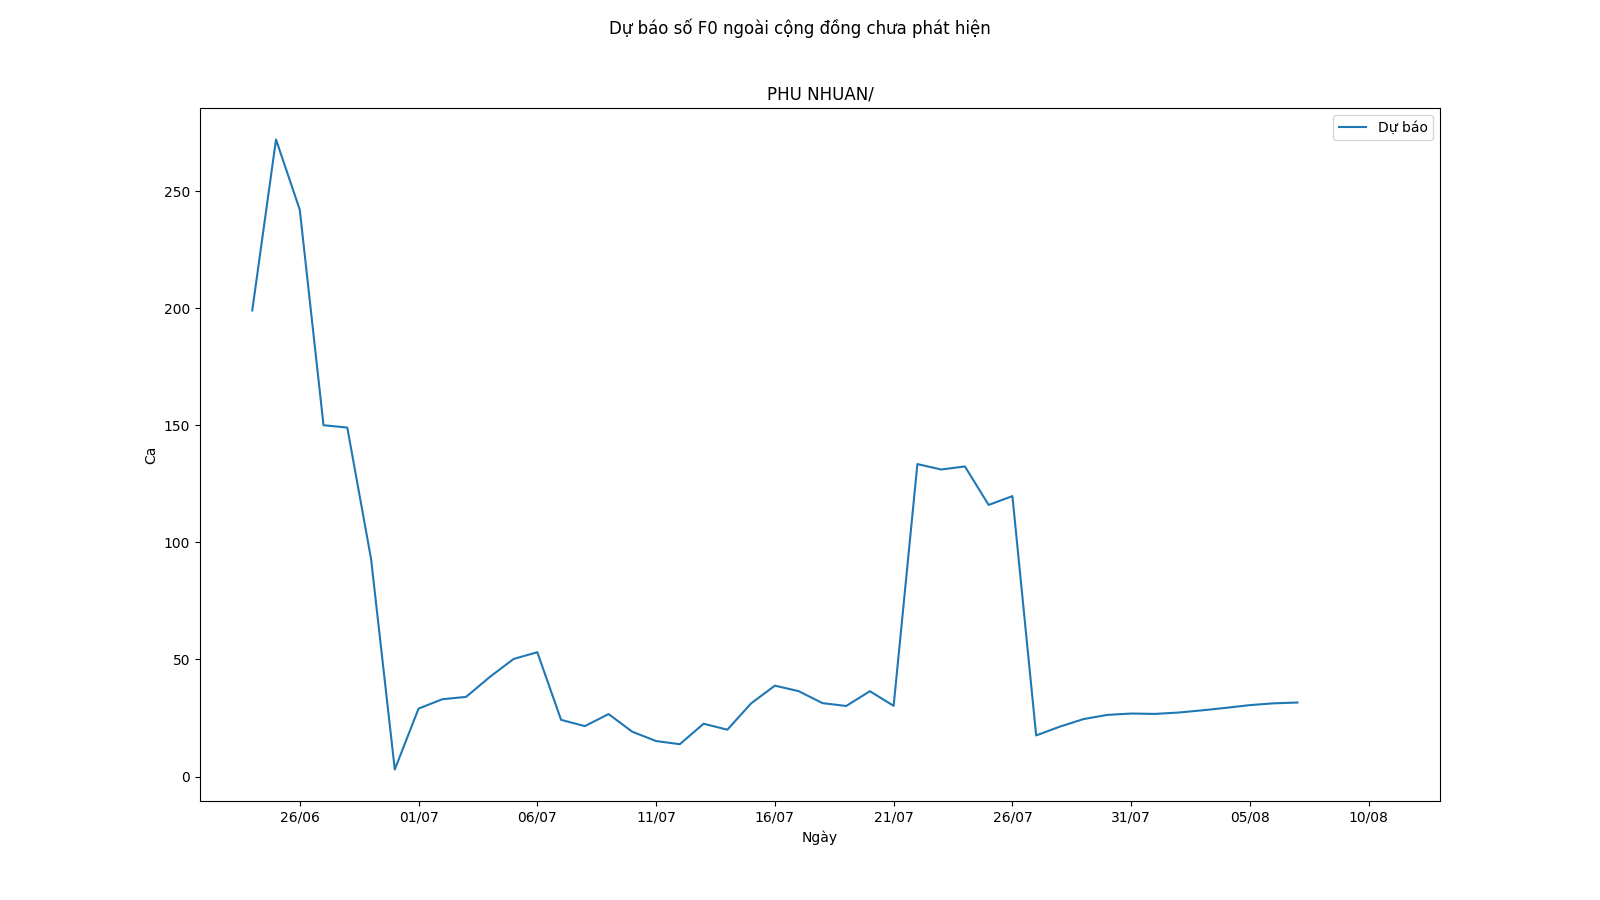 Dự báo số F0 ngoài cộng đồng chưa phát hiện
PHU NHUAN/
Dự báo
250
200
150
100
50
0
Ca
26/06 01/07 06/07 11/07 16/07 21/07 26/07 31/07 05/08 10/08
Ngày